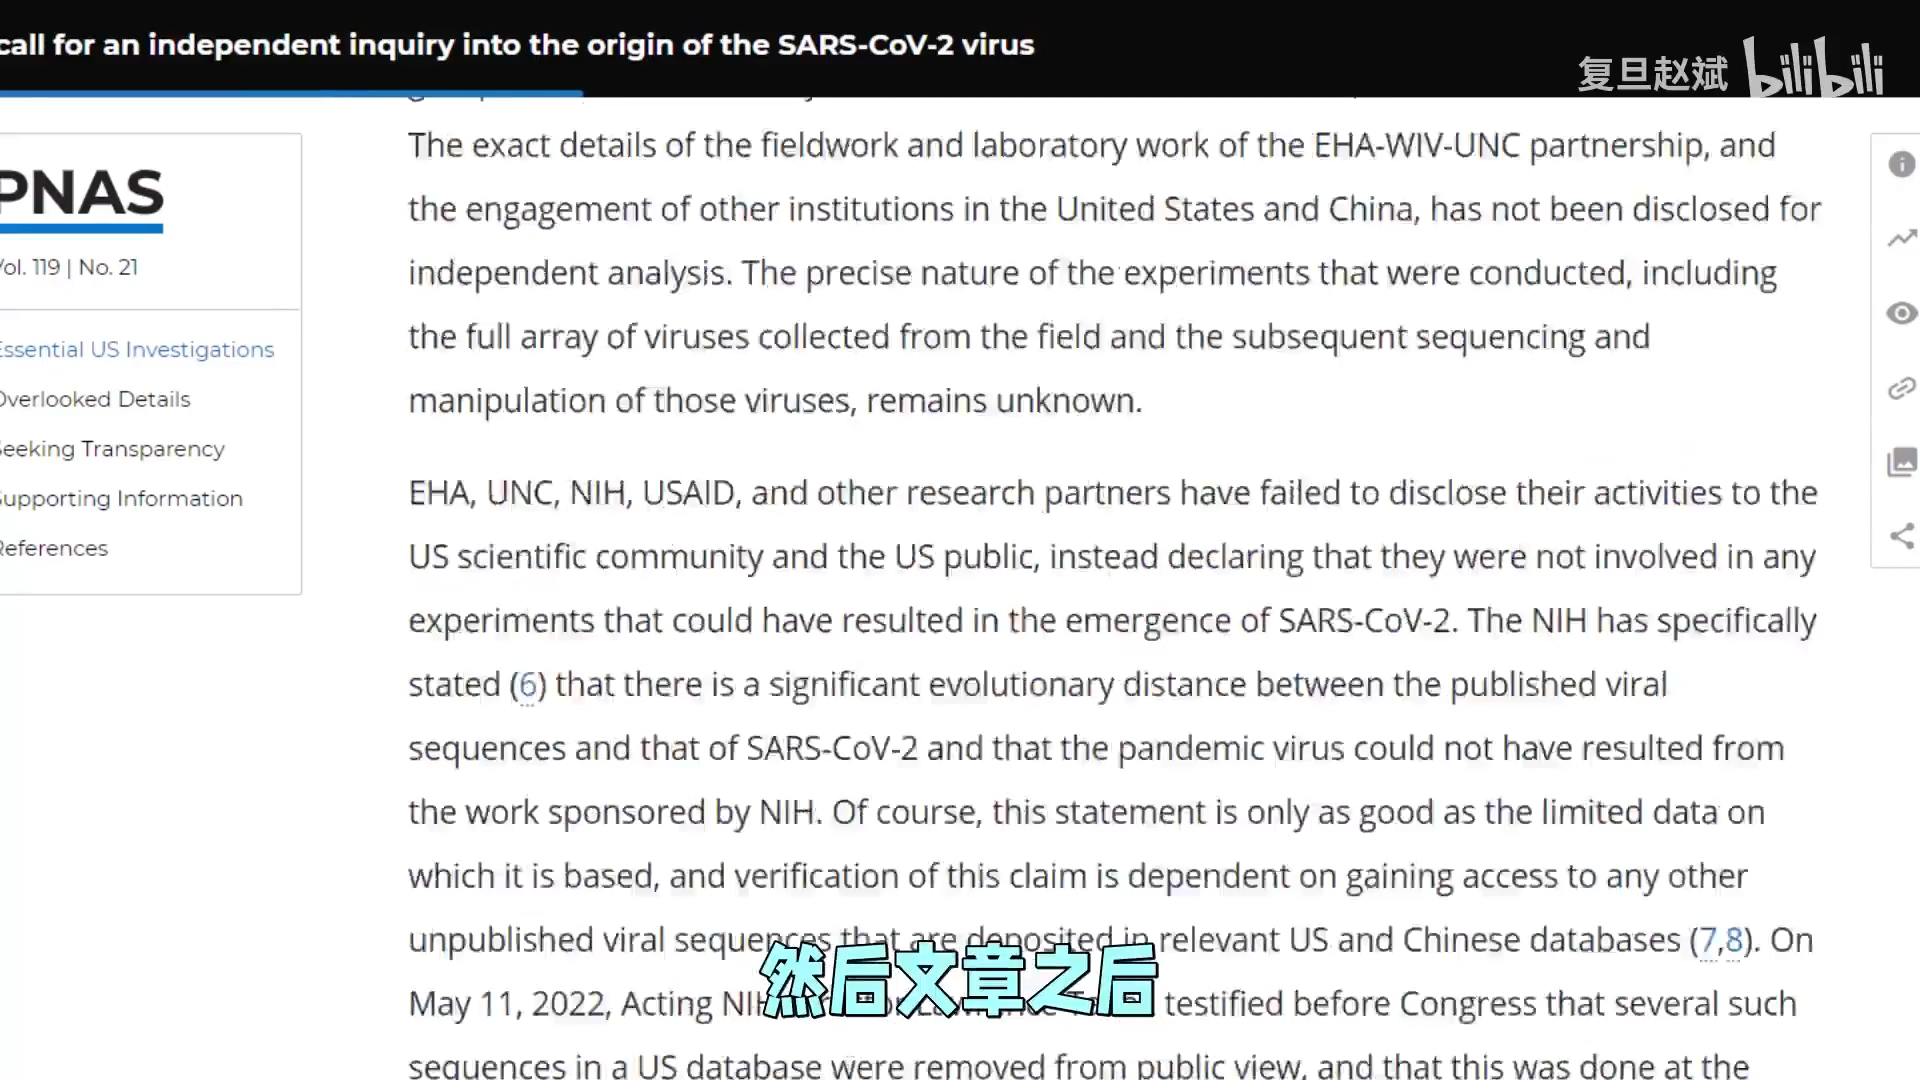 call for an independent inquiry into the origin of the SARS-CoV-2 virus
复旦赵斌 bilibili
PNAS
Vol. 119 | No. 21
Essential US Investigations
Overlooked Details
Seeking Transparency
Supporting Information
References
The exact details of the fieldwork and laboratory work of the EHA-WIV-UNC partnership, and
the engagement of other institutions in the United States and China, has not been disclosed for
independent analysis. The precise nature of the experiments that were conducted, including
the full array of viruses collected from the field and the subsequent sequencing and
manipulation of those viruses, remains unknown.
EHA, UNC, NIH, USAID, and other research partners have failed to disclose their activities to the
US scientific community and the US public, instead declaring that they were not involved in any
experiments that could have resulted in the emergence of SARS-CoV-2. The NIH has specifically
stated (6) that there is a significant evolutionary distance between the published viral
sequences and that of SARS-CoV-2 and that the pandemic virus could not have resulted from
the work sponsored by NIH. Of course, this statement is only as good as the limited data on
which it is based, and verification of this claim is dependent on gaining access to any other
unpublished viral sequences that are deposited in relevant US and Chinese databases (7,8). On
May 11, 2022, Acting NIH testified before Congress that several such
sequences in a US database were removed from public view, and that this was done at the
然后文章之后